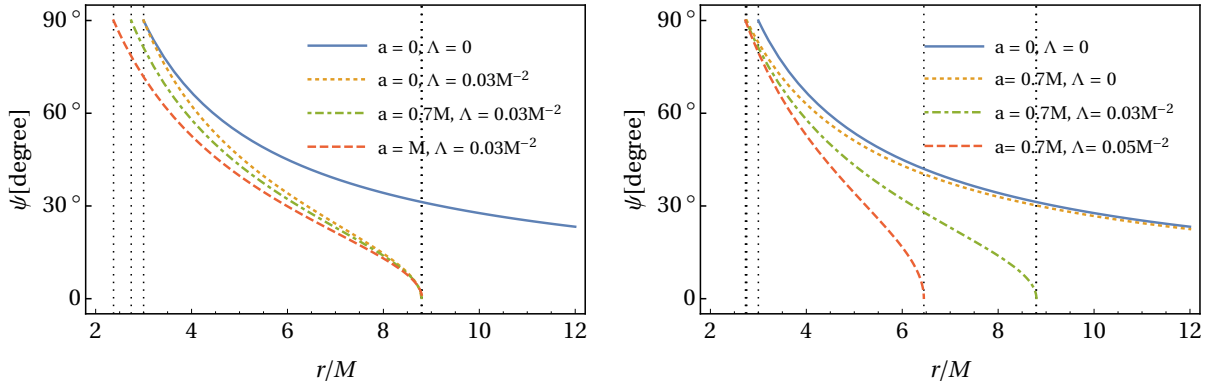 90°
60°
30°
0
ψ[degree]
a = 0, Λ = 0
a = 0, Λ = 0.03M⁻²
a = 0.7M, Λ = 0.03M⁻²
a = M, Λ = 0.03M⁻²
2 4 6 8 10 12
r/M
90°
60°
30°
0
ψ[degree]
a = 0, Λ = 0
a= 0.7M, Λ = 0
a = 0.7M, Λ = 0.03M⁻²
a= 0.7M, Λ = 0.05M⁻²
2 4 6 8 10 12
r/M